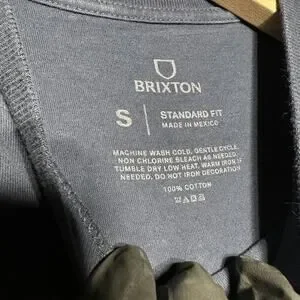 BRIXTON
S
STANDARD FIT
MADE IN MEXICO
MACHINE WASH COLD, GENTLE CYCLE.
NON CHLORINE BLEACH AS NEEDED.
TUMBLE DRY LOW HEAT. WARM IRON IF
NEEDED. DO NOT IRON DECORATION
100% COTTON